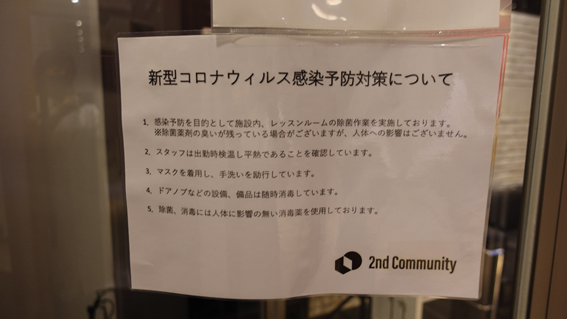 新型コロナウィルス感染予防対策について
1、感染予防を目的として施設内、レッスンルームの除菌作業を実施しております。
※除菌薬剤の臭いが残っている場合がございますが、人体への影響はございません。
2、スタッフは出勤時検温し平熱であることを確認しています。
3、マスクを着用し、手洗いを励行しています。
4、ドアノブなどの設備、備品は随時消毒しています。
5、除菌、消毒には人体に影響の無い消毒薬を使用しております。
2nd Community